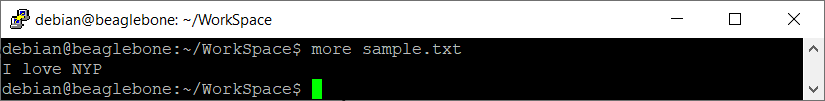 debian@beaglebone: ~/WorkSpace
debian@beaglebone:~/WorkSpace$ more sample.txt
I love NYP
debian@beaglebone:~/WorkSpace$